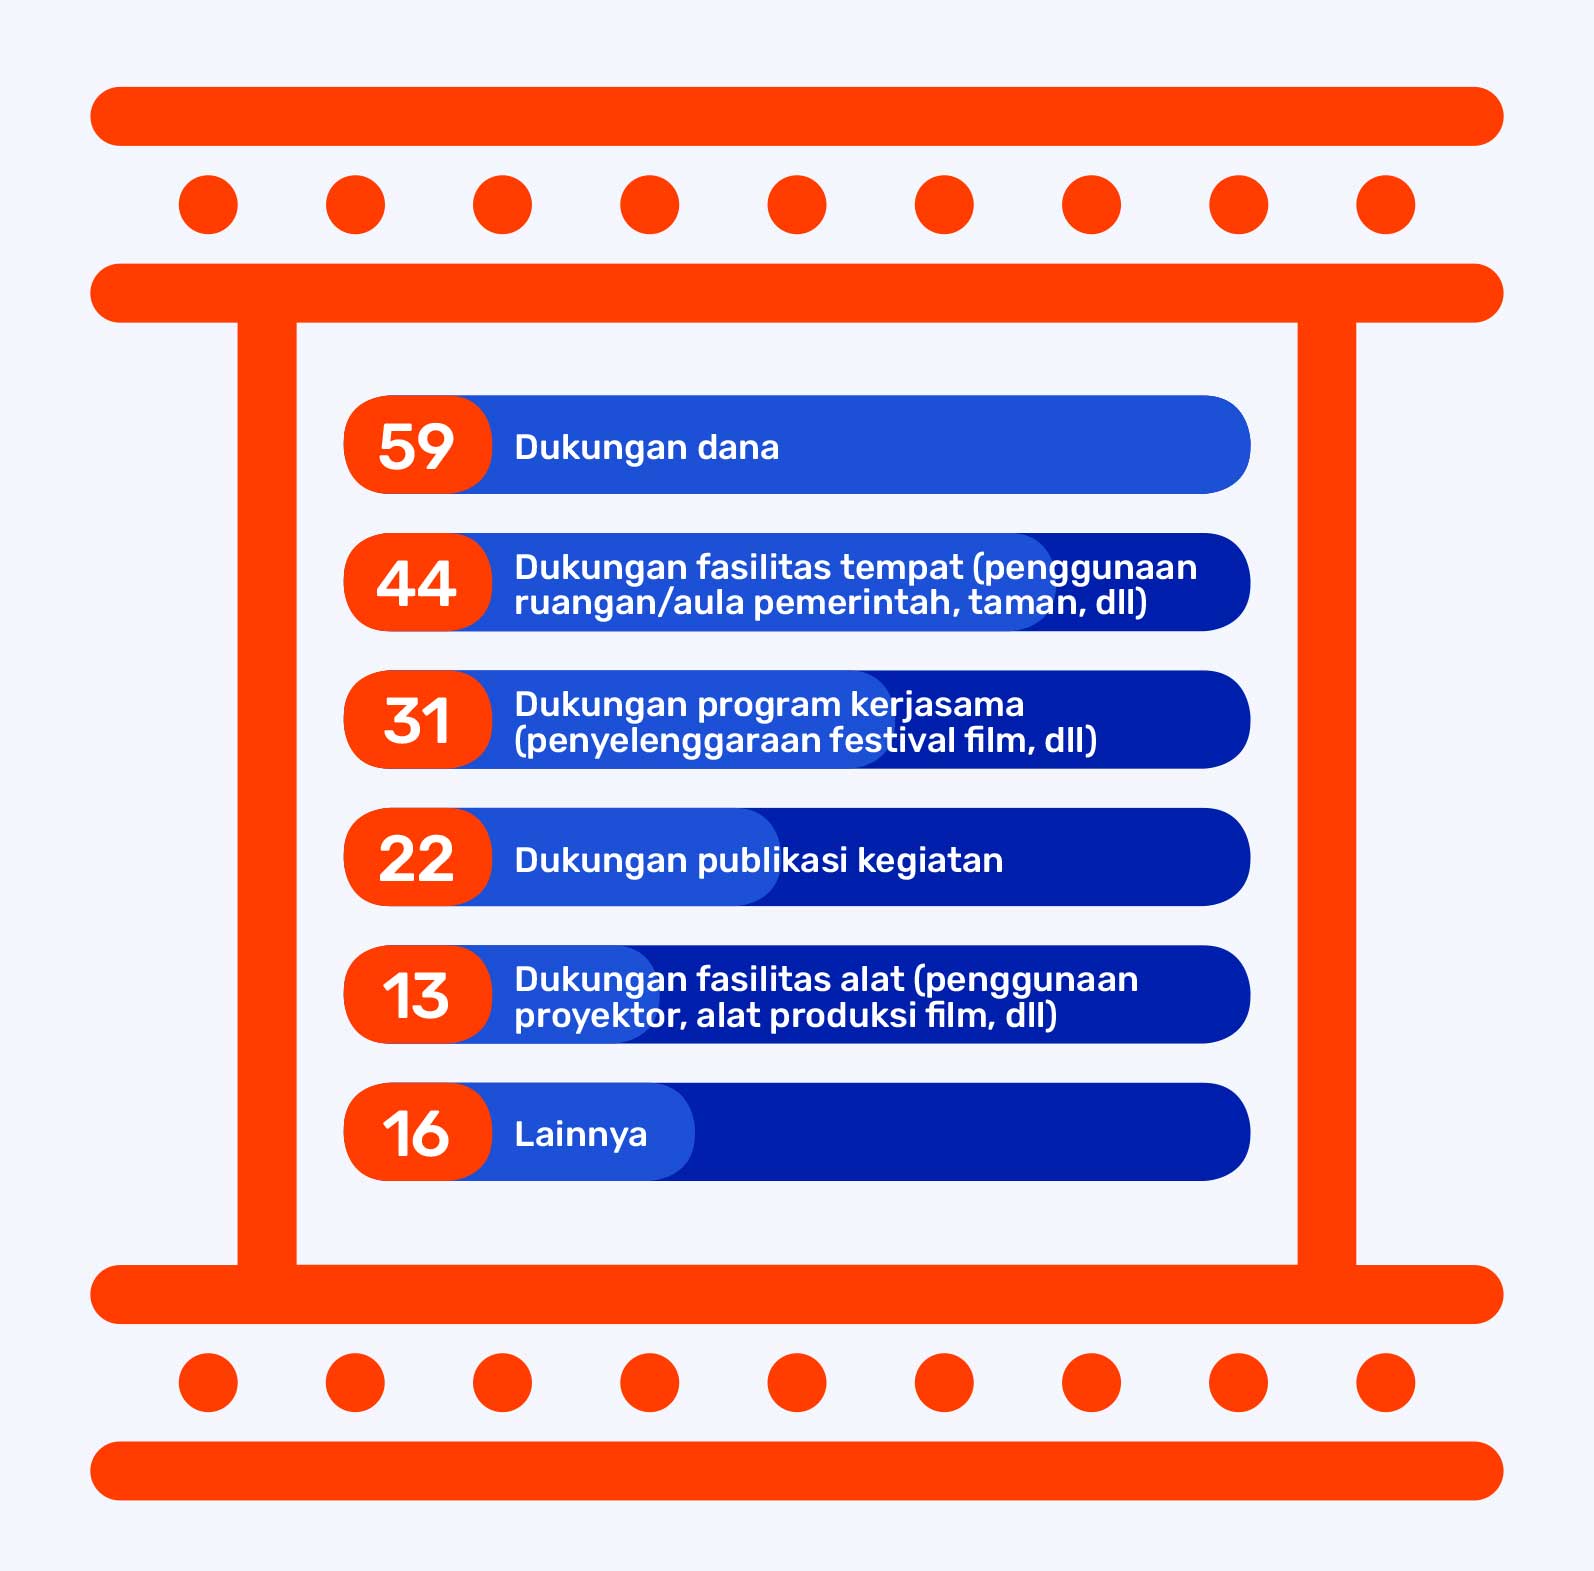 59
Dukungan dana
44
Dukungan fasilitas tempat (penggunaan
ruangan/aula pemerintah, taman, dll)
31
Dukungan program kerjasama
(penyelenggaraan festival film, dll)
22
Dukungan publikasi kegiatan
13
Dukungan fasilitas alat (penggunaan
proyektor, alat produksi film, dll)
16
Lainnya